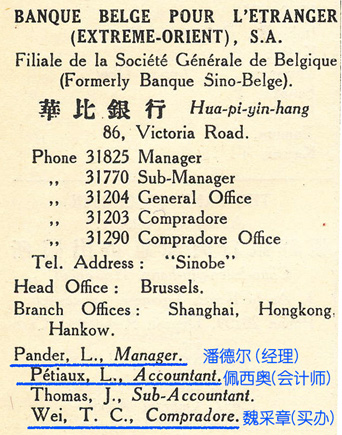 BANQUE BELGE POUR L'ETRANGER
(EXTREME-ORIENT), S.A.
Filiale de la Société Générale de Belgique
(Formerly Banque Sino-Belge).
華比銀行 Hua-pi-yin-hang
86, Victoria Road.
Phone 31825 Manager
,, 31770 Sub-Manager
,, 31204 General Office
,, 31203 Compradore
,, 31290 Compradore Office
Tel. Address : "Sinobe"
Head Office : Brussels.
Branch Offices : Shanghai, Hongkong,
Hankow.
Pander, L., Manager. 潘德尔(经理)
Pétiaux, L., Accountant. 佩西奥(会计师)
Thomas, J., Sub-Accountant.
Wei, T. C., Compradore. 魏采章(买办)